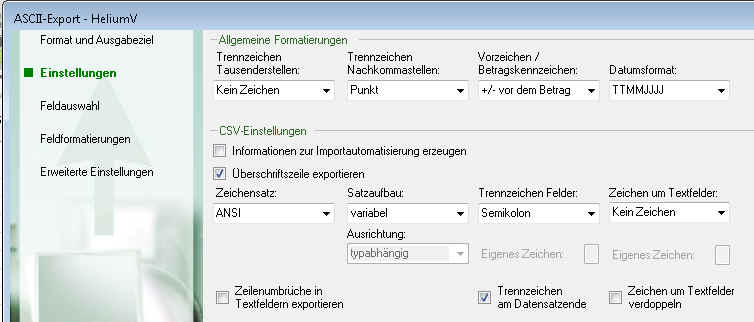 ASCII-Export - HeliumV
Format und Ausgabeziel
Einstellungen
Feldauswahl
Feldformatierungen
Erweiterte Einstellungen
Allgemeine Formatierungen
Trennzeichen
Tausenderstellen:
Kein Zeichen
Trennzeichen
Nachkommastellen:
Punkt
Vorzeichen /
Betragskennzeichen:
+/- vor dem Betrag
Datumsformat:
TTMMJJJJ
CSV-Einstellungen
Informationen zur Importautomatisierung erzeugen
Überschriftszeile exportieren
Zeichensatz:
ANSI
Satzaufbau:
variabel
Trennzeichen Felder:
Semikolon
Zeichen um Textfelder:
Kein Zeichen
Ausrichtung:
typabhängig
Eigenes Zeichen:
Eigenes Zeichen:
Zeilenumbrüche in
Textfeldern exportieren
Trennzeichen
am Datensatzende
Zeichen um Textfelder
verdoppeln